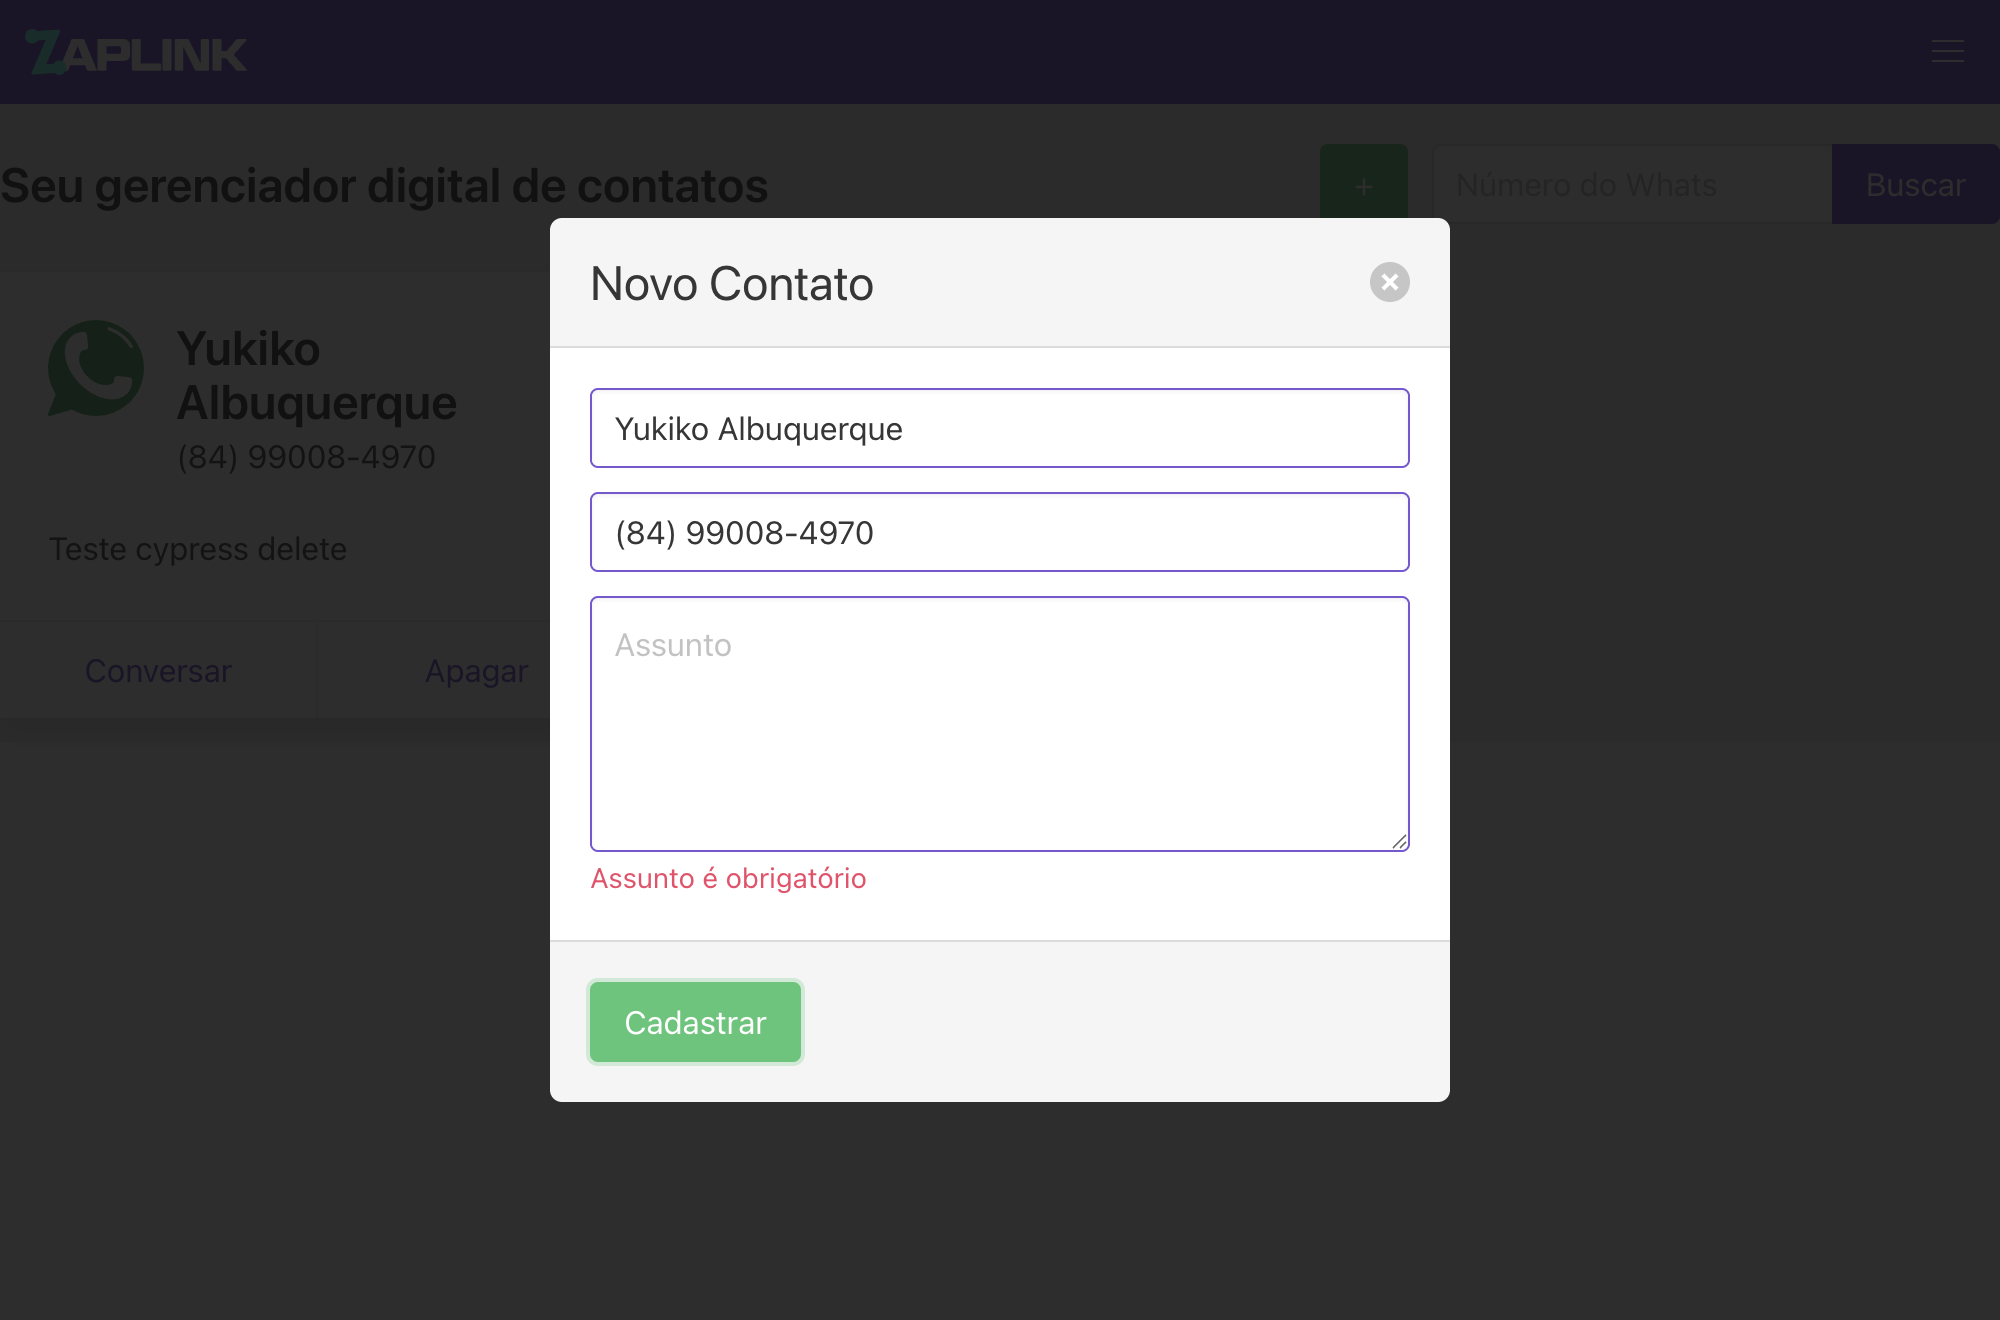 ZAPLINK
Seu gerenciador digital de contatos
+
Número do Whats
Buscar
Yukiko
Albuquerque
(84) 99008-4970
Teste cypress delete
Conversar
Apagar
Novo Contato
Yukiko Albuquerque
(84) 99008-4970
Assunto
Assunto é obrigatório
Cadastrar